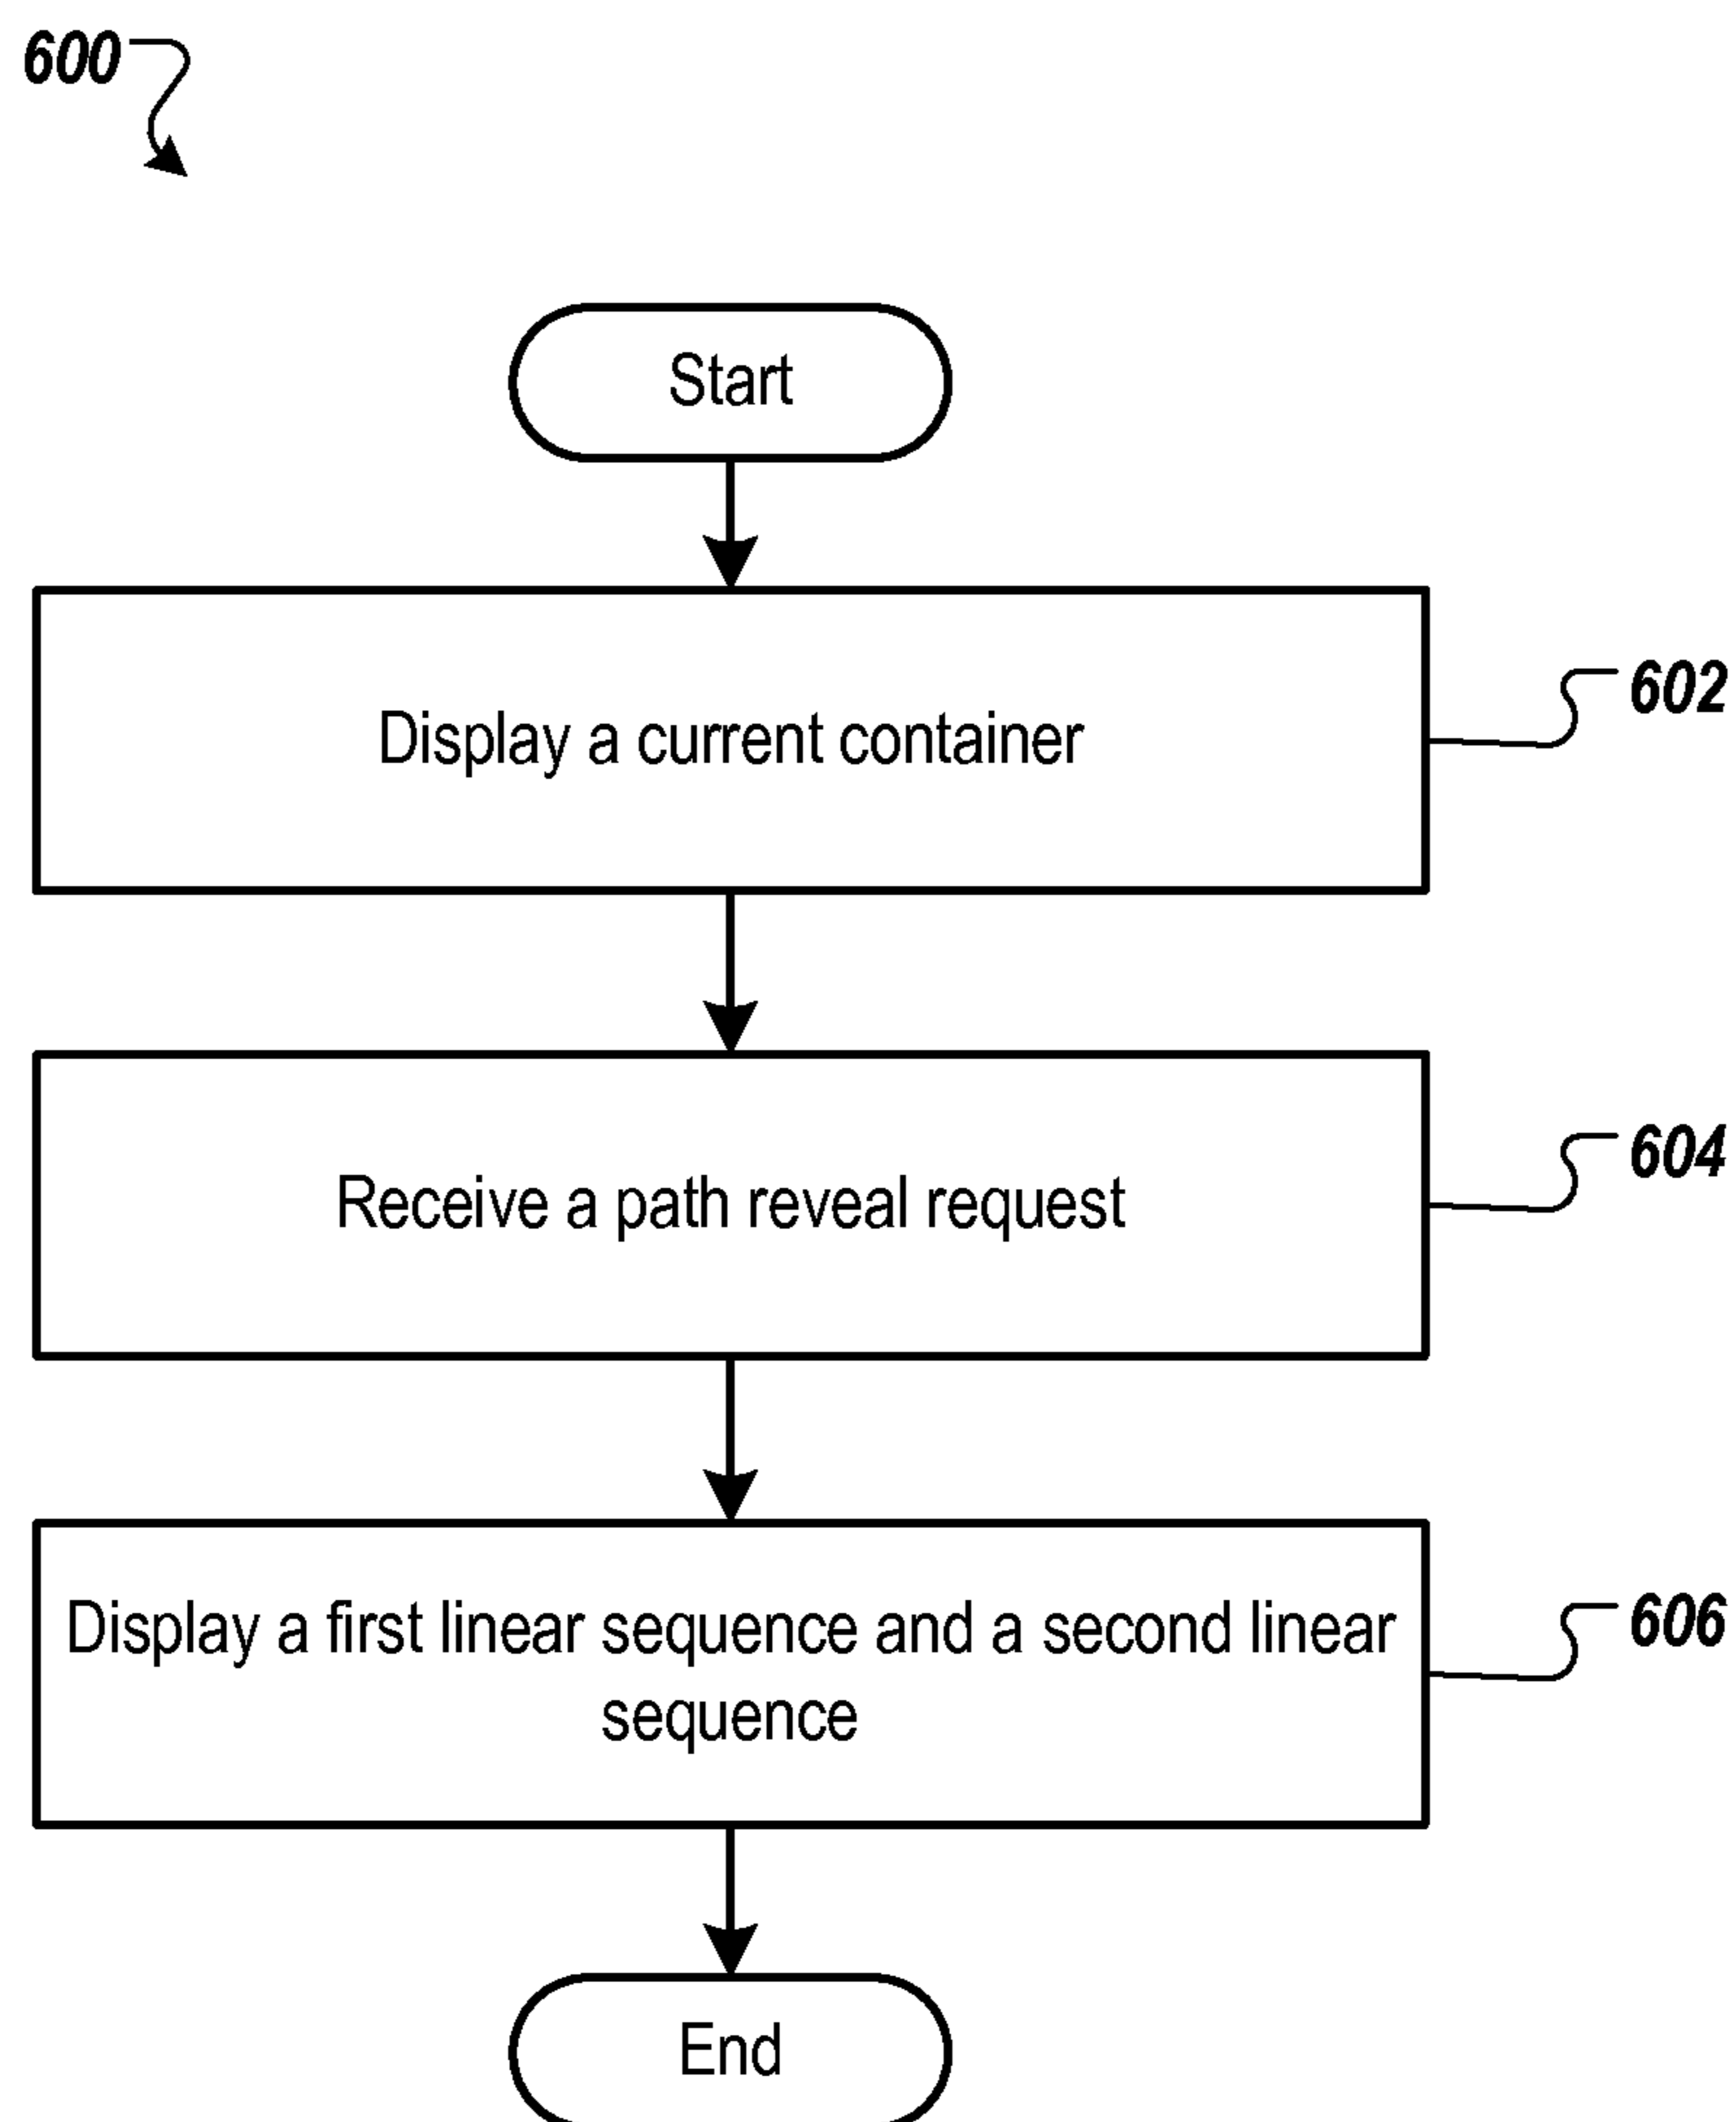 600
Start
Display a current container
602
Receive a path reveal request
604
Display a first linear sequence and a second linear
sequence
606
End